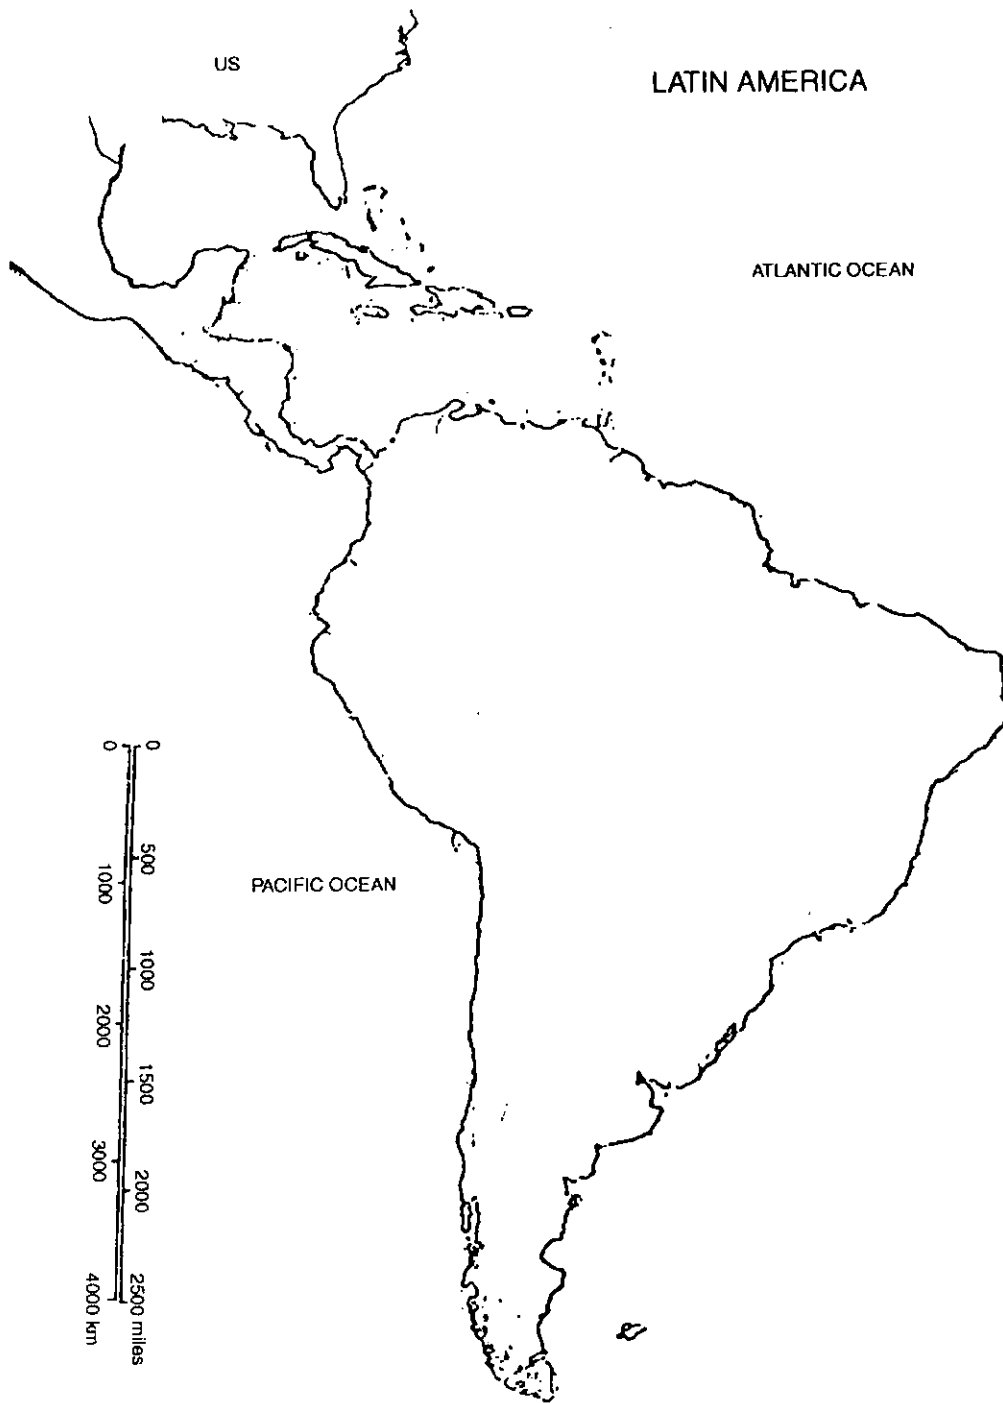 US
LATIN AMERICA
ATLANTIC OCEAN
PACIFIC OCEAN
0 500 1000 1500 2000 2500 miles
0 1000 2000 3000 4000 km